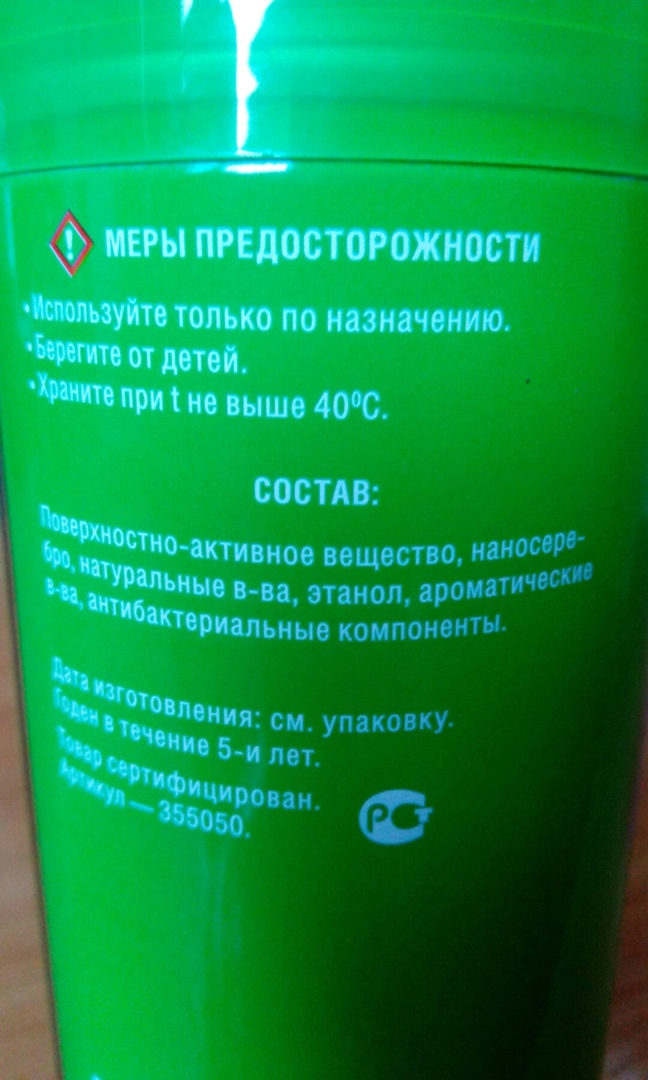 МЕРЫ ПРЕДОСТОРОЖНОСТИ
•Используйте только по назначению.
•Берегите от детей.
•Храните при t не выше 40ºС.
СОСТАВ:
Поверхностно-активное вещество, наносере-
бро, натуральные в-ва, этанол, ароматические
в-ва, антибактериальные компоненты.
Дата изготовления: см. упаковку.
Годен в течение 5-и лет.
Товар сертифицирован.
Артикул — 355050.
РСТ